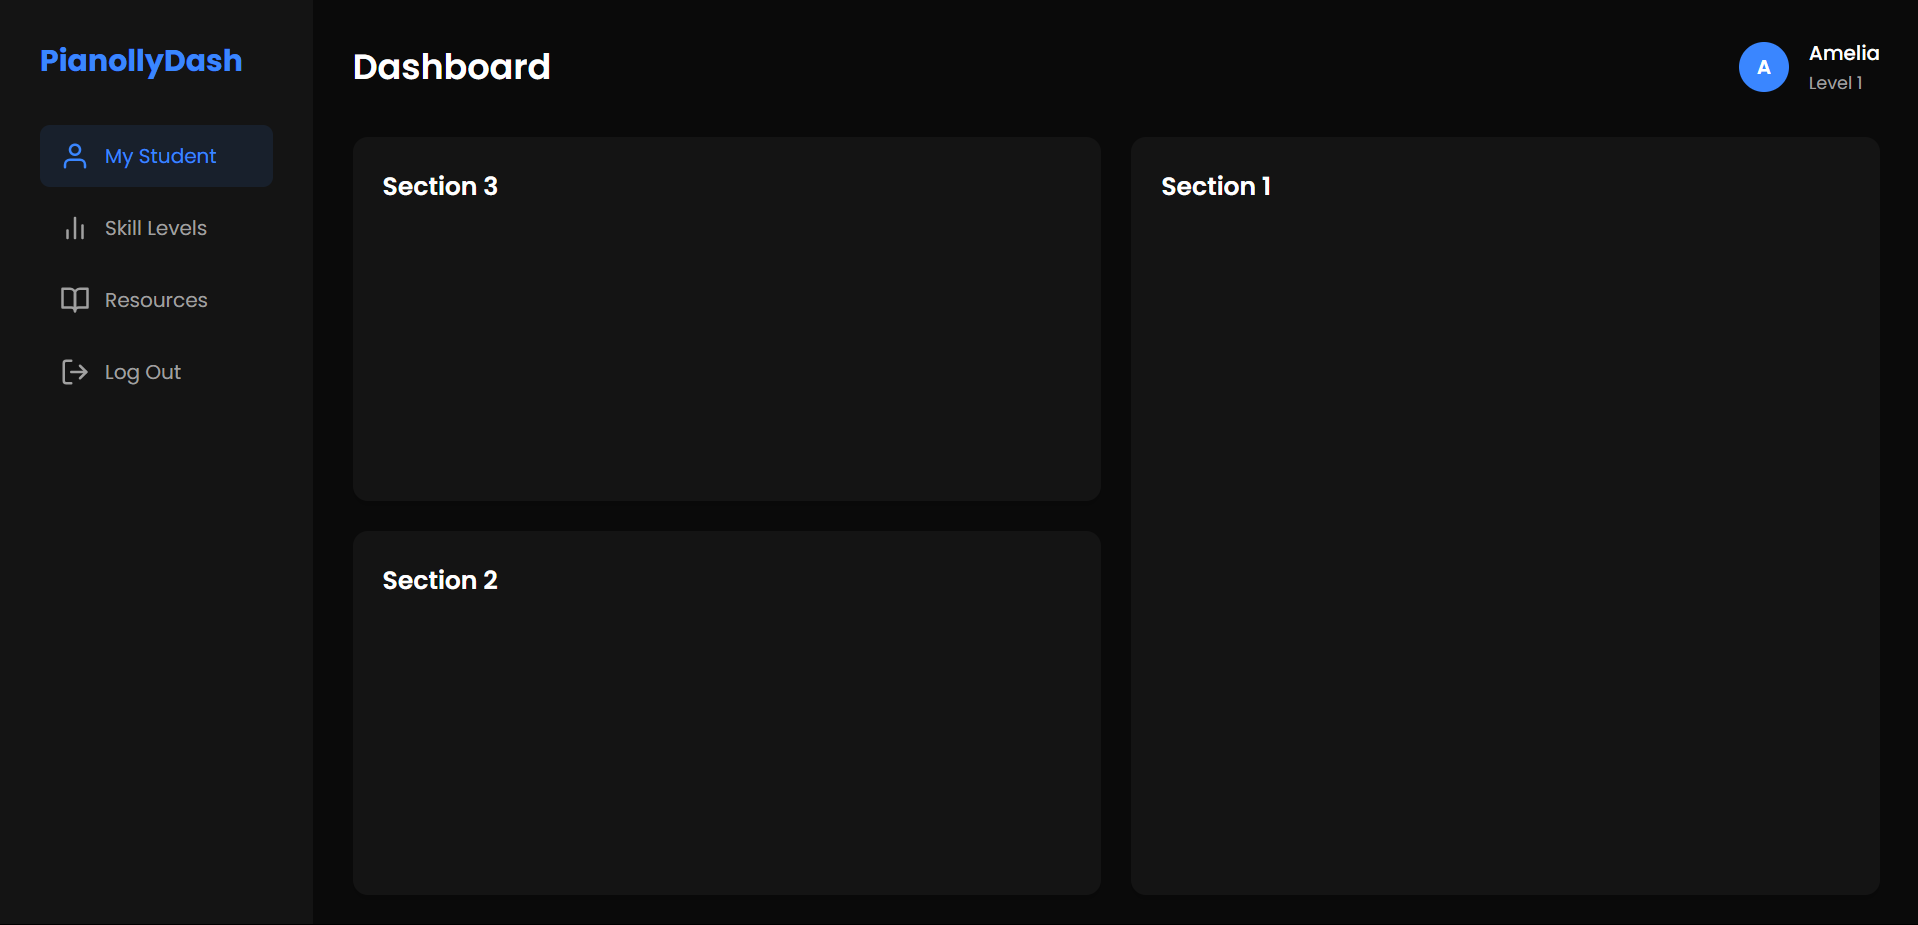 PianollyDash
My Student
Skill Levels
Resources
Log Out
Dashboard
A
Amelia
Level 1
Section 3
Section 1
Section 2